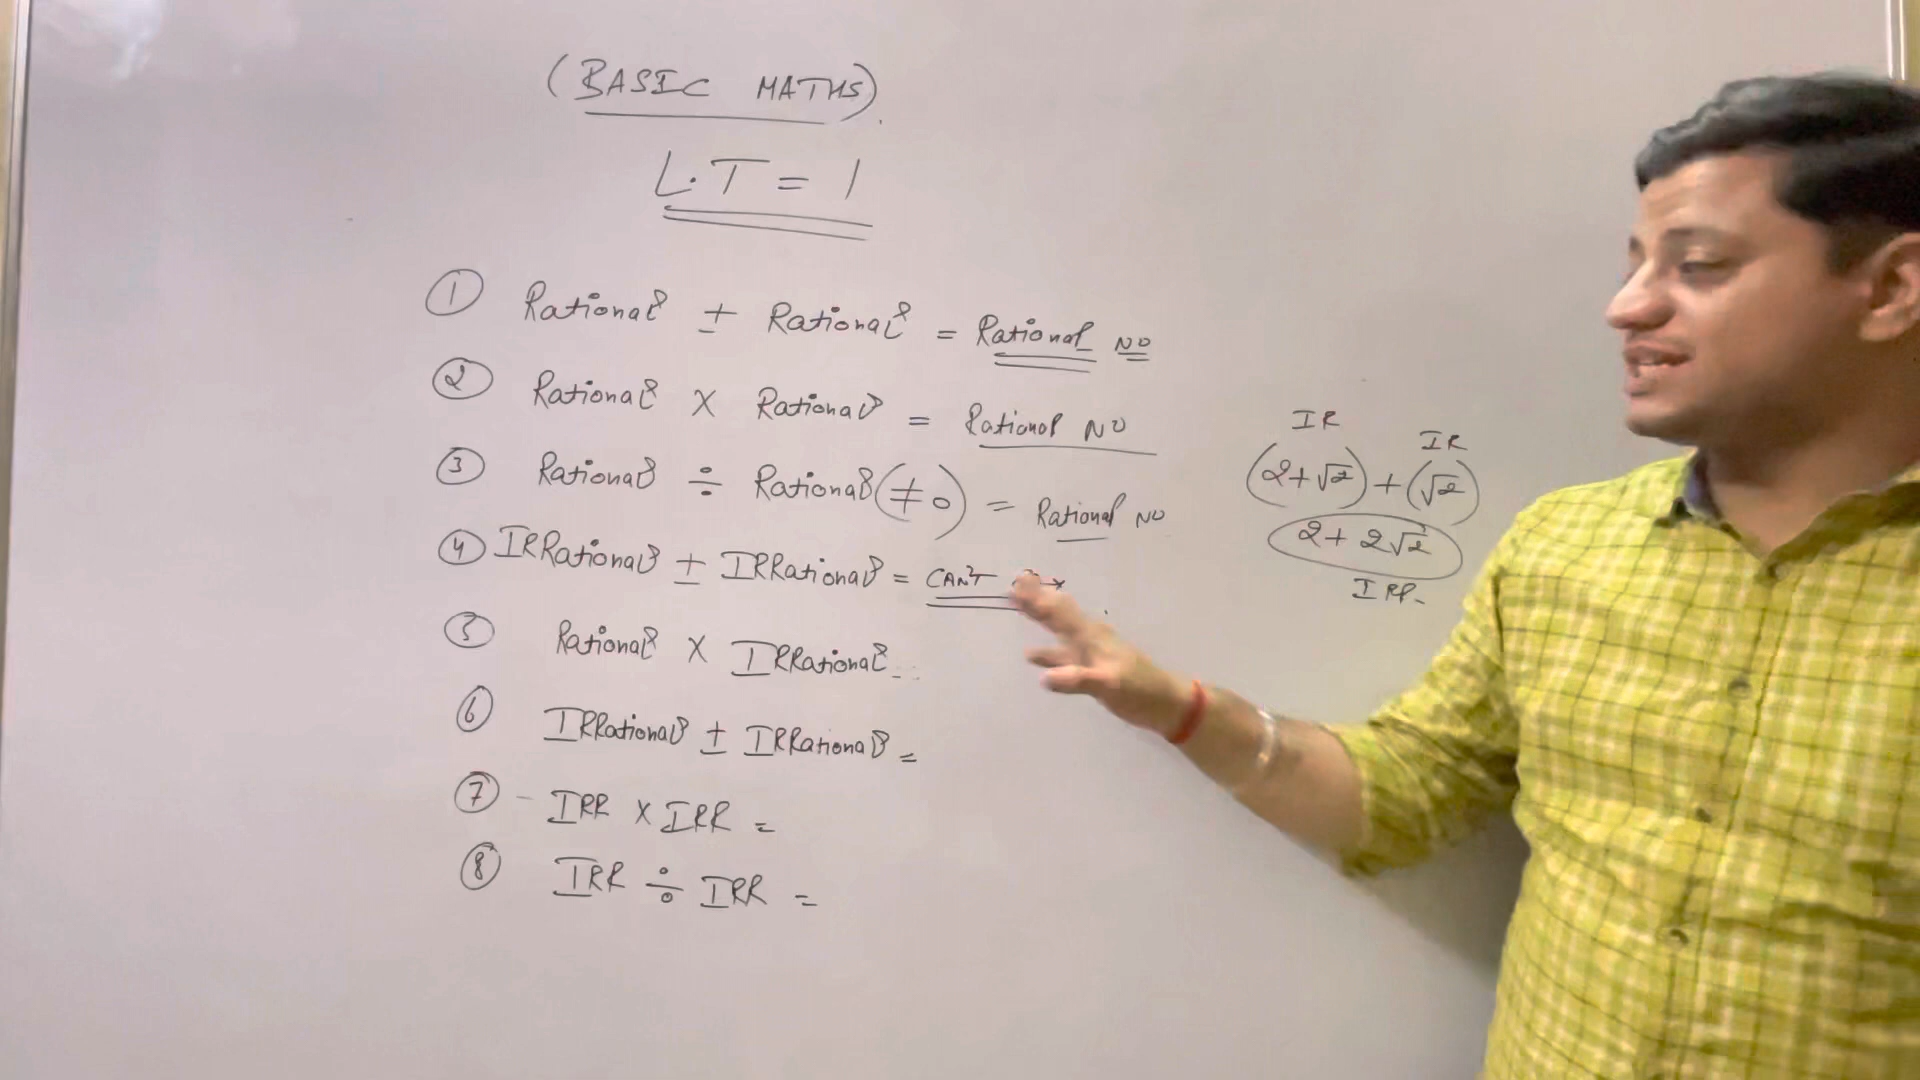 (BASIC MATHS).
L.T = 1
① Rational ± Rational = Rational NO
② Rational × Rational = Rational NO
③ Rational ÷ Rational (≠0) = Rational NO
④ IRRational ± IRRational = CAN'T
⑤ Rational × IRRational
⑥ IRRational ± IRRational =
⑦ - IRR × IRR =
⑧ IRR ÷ IRR =
IR IR
(2+√2) + (√2)
2 + 2√2
IRR